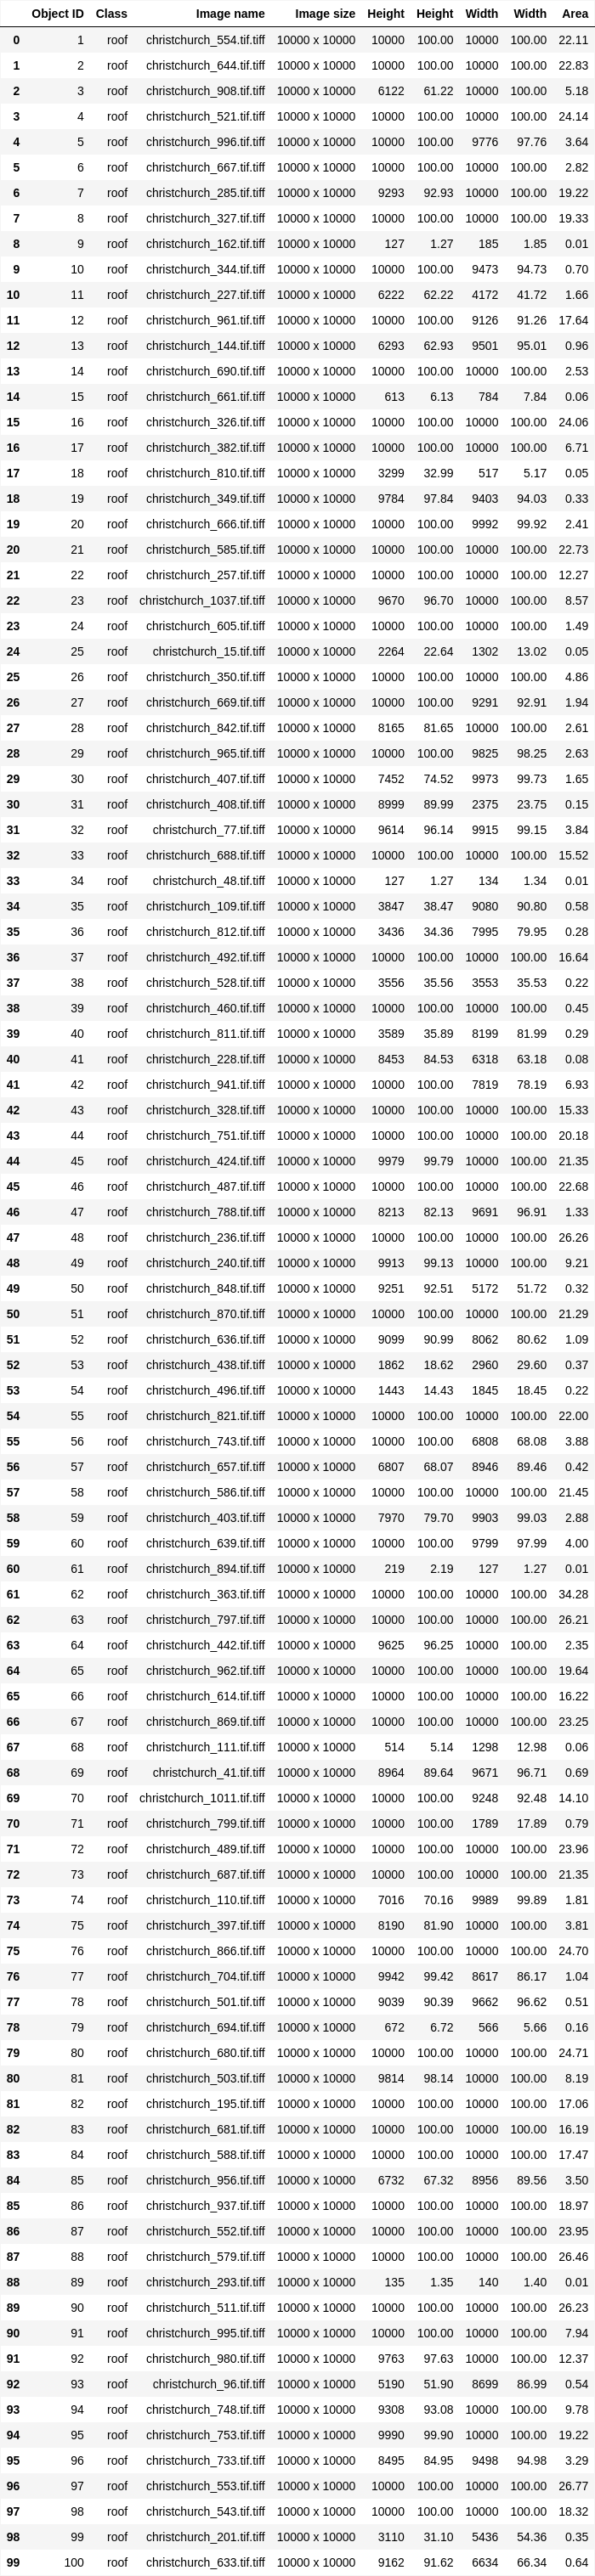 Object ID Class Image name Image size Height Height Width Width Area
0 1 roof christchurch_554.tif.tiff 10000 x 10000 10000 100.00 10000 100.00 22.11
1 2 roof christchurch_644.tif.tiff 10000 x 10000 10000 100.00 10000 100.00 22.83
2 3 roof christchurch_908.tif.tiff 10000 x 10000 6122 61.22 10000 100.00 5.18
3 4 roof christchurch_521.tif.tiff 10000 x 10000 10000 100.00 10000 100.00 24.14
4 5 roof christchurch_996.tif.tiff 10000 x 10000 10000 100.00 9776 97.76 3.64
5 6 roof christchurch_667.tif.tiff 10000 x 10000 10000 100.00 10000 100.00 2.82
6 7 roof christchurch_285.tif.tiff 10000 x 10000 9293 92.93 10000 100.00 19.22
7 8 roof christchurch_327.tif.tiff 10000 x 10000 10000 100.00 10000 100.00 19.33
8 9 roof christchurch_162.tif.tiff 10000 x 10000 127 1.27 185 1.85 0.01
9 10 roof christchurch_344.tif.tiff 10000 x 10000 10000 100.00 9473 94.73 0.70
10 11 roof christchurch_227.tif.tiff 10000 x 10000 6222 62.22 4172 41.72 1.66
11 12 roof christchurch_961.tif.tiff 10000 x 10000 10000 100.00 9126 91.26 17.64
12 13 roof christchurch_144.tif.tiff 10000 x 10000 6293 62.93 9501 95.01 0.96
13 14 roof christchurch_690.tif.tiff 10000 x 10000 10000 100.00 10000 100.00 2.53
14 15 roof christchurch_661.tif.tiff 10000 x 10000 613 6.13 784 7.84 0.06
15 16 roof christchurch_326.tif.tiff 10000 x 10000 10000 100.00 10000 100.00 24.06
16 17 roof christchurch_382.tif.tiff 10000 x 10000 10000 100.00 10000 100.00 6.71
17 18 roof christchurch_810.tif.tiff 10000 x 10000 3299 32.99 517 5.17 0.05
18 19 roof christchurch_349.tif.tiff 10000 x 10000 9784 97.84 9403 94.03 0.33
19 20 roof christchurch_666.tif.tiff 10000 x 10000 10000 100.00 9992 99.92 2.41
20 21 roof christchurch_585.tif.tiff 10000 x 10000 10000 100.00 10000 100.00 22.73
21 22 roof christchurch_257.tif.tiff 10000 x 10000 10000 100.00 10000 100.00 12.27
22 23 roof christchurch_1037.tif.tiff 10000 x 10000 9670 96.70 10000 100.00 8.57
23 24 roof christchurch_605.tif.tiff 10000 x 10000 10000 100.00 10000 100.00 1.49
24 25 roof christchurch_15.tif.tiff 10000 x 10000 2264 22.64 1302 13.02 0.05
25 26 roof christchurch_350.tif.tiff 10000 x 10000 10000 100.00 10000 100.00 4.86
26 27 roof christchurch_669.tif.tiff 10000 x 10000 10000 100.00 9291 92.91 1.94
27 28 roof christchurch_842.tif.tiff 10000 x 10000 8165 81.65 10000 100.00 2.61
28 29 roof christchurch_965.tif.tiff 10000 x 10000 10000 100.00 9825 98.25 2.63
29 30 roof christchurch_407.tif.tiff 10000 x 10000 7452 74.52 9973 99.73 1.65
30 31 roof christchurch_408.tif.tiff 10000 x 10000 8999 89.99 2375 23.75 0.15
31 32 roof christchurch_77.tif.tiff 10000 x 10000 9614 96.14 9915 99.15 3.84
32 33 roof christchurch_688.tif.tiff 10000 x 10000 10000 100.00 10000 100.00 15.52
33 34 roof christchurch_48.tif.tiff 10000 x 10000 127 1.27 134 1.34 0.01
34 35 roof christchurch_109.tif.tiff 10000 x 10000 3847 38.47 9080 90.80 0.58
35 36 roof christchurch_812.tif.tiff 10000 x 10000 3436 34.36 7995 79.95 0.28
36 37 roof christchurch_492.tif.tiff 10000 x 10000 10000 100.00 10000 100.00 16.64
37 38 roof christchurch_528.tif.tiff 10000 x 10000 3556 35.56 3553 35.53 0.22
38 39 roof christchurch_460.tif.tiff 10000 x 10000 10000 100.00 10000 100.00 0.45
39 40 roof christchurch_811.tif.tiff 10000 x 10000 3589 35.89 8199 81.99 0.29
40 41 roof christchurch_228.tif.tiff 10000 x 10000 8453 84.53 6318 63.18 0.08
41 42 roof christchurch_941.tif.tiff 10000 x 10000 10000 100.00 7819 78.19 6.93
42 43 roof christchurch_328.tif.tiff 10000 x 10000 10000 100.00 10000 100.00 15.33
43 44 roof christchurch_751.tif.tiff 10000 x 10000 10000 100.00 10000 100.00 20.18
44 45 roof christchurch_424.tif.tiff 10000 x 10000 9979 99.79 10000 100.00 21.35
45 46 roof christchurch_487.tif.tiff 10000 x 10000 10000 100.00 10000 100.00 22.68
46 47 roof christchurch_788.tif.tiff 10000 x 10000 8213 82.13 9691 96.91 1.33
47 48 roof christchurch_236.tif.tiff 10000 x 10000 10000 100.00 10000 100.00 26.26
48 49 roof christchurch_240.tif.tiff 10000 x 10000 9913 99.13 10000 100.00 9.21
49 50 roof christchurch_848.tif.tiff 10000 x 10000 9251 92.51 5172 51.72 0.32
50 51 roof christchurch_870.tif.tiff 10000 x 10000 10000 100.00 10000 100.00 21.29
51 52 roof christchurch_636.tif.tiff 10000 x 10000 9099 90.99 8062 80.62 1.09
52 53 roof christchurch_438.tif.tiff 10000 x 10000 1862 18.62 2960 29.60 0.37
53 54 roof christchurch_496.tif.tiff 10000 x 10000 1443 14.43 1845 18.45 0.22
54 55 roof christchurch_821.tif.tiff 10000 x 10000 10000 100.00 10000 100.00 22.00
55 56 roof christchurch_743.tif.tiff 10000 x 10000 10000 100.00 6808 68.08 3.88
56 57 roof christchurch_657.tif.tiff 10000 x 10000 6807 68.07 8946 89.46 0.42
57 58 roof christchurch_586.tif.tiff 10000 x 10000 10000 100.00 10000 100.00 21.45
58 59 roof christchurch_403.tif.tiff 10000 x 10000 7970 79.70 9903 99.03 2.88
59 60 roof christchurch_639.tif.tiff 10000 x 10000 10000 100.00 9799 97.99 4.00
60 61 roof christchurch_894.tif.tiff 10000 x 10000 219 2.19 127 1.27 0.01
61 62 roof christchurch_363.tif.tiff 10000 x 10000 10000 100.00 10000 100.00 34.28
62 63 roof christchurch_797.tif.tiff 10000 x 10000 10000 100.00 10000 100.00 26.21
63 64 roof christchurch_442.tif.tiff 10000 x 10000 9625 96.25 10000 100.00 2.35
64 65 roof christchurch_962.tif.tiff 10000 x 10000 10000 100.00 10000 100.00 19.64
65 66 roof christchurch_614.tif.tiff 10000 x 10000 10000 100.00 10000 100.00 16.22
66 67 roof christchurch_869.tif.tiff 10000 x 10000 10000 100.00 10000 100.00 23.25
67 68 roof christchurch_111.tif.tiff 10000 x 10000 514 5.14 1298 12.98 0.06
68 69 roof christchurch_41.tif.tiff 10000 x 10000 8964 89.64 9671 96.71 0.69
69 70 roof christchurch_1011.tif.tiff 10000 x 10000 10000 100.00 9248 92.48 14.10
70 71 roof christchurch_799.tif.tiff 10000 x 10000 10000 100.00 1789 17.89 0.79
71 72 roof christchurch_489.tif.tiff 10000 x 10000 10000 100.00 10000 100.00 23.96
72 73 roof christchurch_687.tif.tiff 10000 x 10000 10000 100.00 10000 100.00 21.35
73 74 roof christchurch_110.tif.tiff 10000 x 10000 7016 70.16 9989 99.89 1.81
74 75 roof christchurch_397.tif.tiff 10000 x 10000 8190 81.90 10000 100.00 3.81
75 76 roof christchurch_866.tif.tiff 10000 x 10000 10000 100.00 10000 100.00 24.70
76 77 roof christchurch_704.tif.tiff 10000 x 10000 9942 99.42 8617 86.17 1.04
77 78 roof christchurch_501.tif.tiff 10000 x 10000 9039 90.39 9662 96.62 0.51
78 79 roof christchurch_694.tif.tiff 10000 x 10000 672 6.72 566 5.66 0.16
79 80 roof christchurch_680.tif.tiff 10000 x 10000 10000 100.00 10000 100.00 24.71
80 81 roof christchurch_503.tif.tiff 10000 x 10000 9814 98.14 10000 100.00 8.19
81 82 roof christchurch_195.tif.tiff 10000 x 10000 10000 100.00 10000 100.00 17.06
82 83 roof christchurch_681.tif.tiff 10000 x 10000 10000 100.00 10000 100.00 16.19
83 84 roof christchurch_588.tif.tiff 10000 x 10000 10000 100.00 10000 100.00 17.47
84 85 roof christchurch_956.tif.tiff 10000 x 10000 6732 67.32 8956 89.56 3.50
85 86 roof christchurch_937.tif.tiff 10000 x 10000 10000 100.00 10000 100.00 18.97
86 87 roof christchurch_552.tif.tiff 10000 x 10000 10000 100.00 10000 100.00 23.95
87 88 roof christchurch_579.tif.tiff 10000 x 10000 10000 100.00 10000 100.00 26.46
88 89 roof christchurch_293.tif.tiff 10000 x 10000 135 1.35 140 1.40 0.01
89 90 roof christchurch_511.tif.tiff 10000 x 10000 10000 100.00 10000 100.00 26.23
90 91 roof christchurch_995.tif.tiff 10000 x 10000 10000 100.00 10000 100.00 7.94
91 92 roof christchurch_980.tif.tiff 10000 x 10000 9763 97.63 10000 100.00 12.37
92 93 roof christchurch_96.tif.tiff 10000 x 10000 5190 51.90 8699 86.99 0.54
93 94 roof christchurch_748.tif.tiff 10000 x 10000 9308 93.08 10000 100.00 9.78
94 95 roof christchurch_753.tif.tiff 10000 x 10000 9990 99.90 10000 100.00 19.22
95 96 roof christchurch_733.tif.tiff 10000 x 10000 8495 84.95 9498 94.98 3.29
96 97 roof christchurch_553.tif.tiff 10000 x 10000 10000 100.00 10000 100.00 26.77
97 98 roof christchurch_543.tif.tiff 10000 x 10000 10000 100.00 10000 100.00 18.32
98 99 roof christchurch_201.tif.tiff 10000 x 10000 3110 31.10 5436 54.36 0.35
99 100 roof christchurch_633.tif.tiff 10000 x 10000 9162 91.62 6634 66.34 0.64